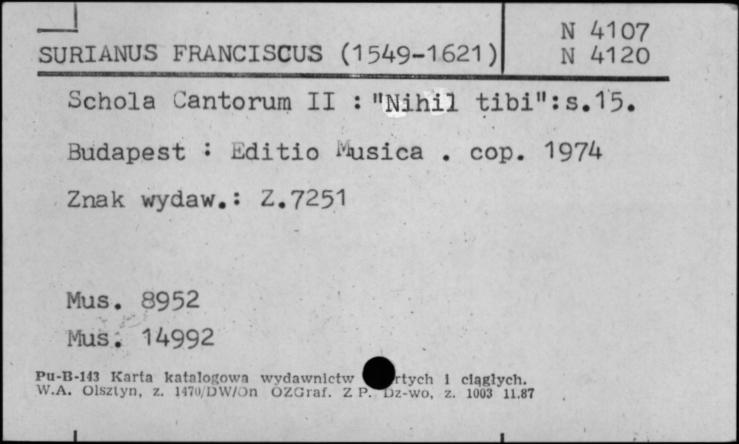 N 4107
SURIANUS FRANCISCUS (1549-1621) N 4120
Schola Cantorum II : "Nihil tibi":s.15.
Budapest : Editio Musica . cop. 1974
Znak wydaw.: Z.7251
Mus. 8952
Mus. 14992
Pu-B-143 Karta katalogowa wydawnictw rtych i ciągłych.
W.A. Olsztyn, z. 1470/DW/On OZGraf. Z P. Dz-wo, z. 1003 11.87